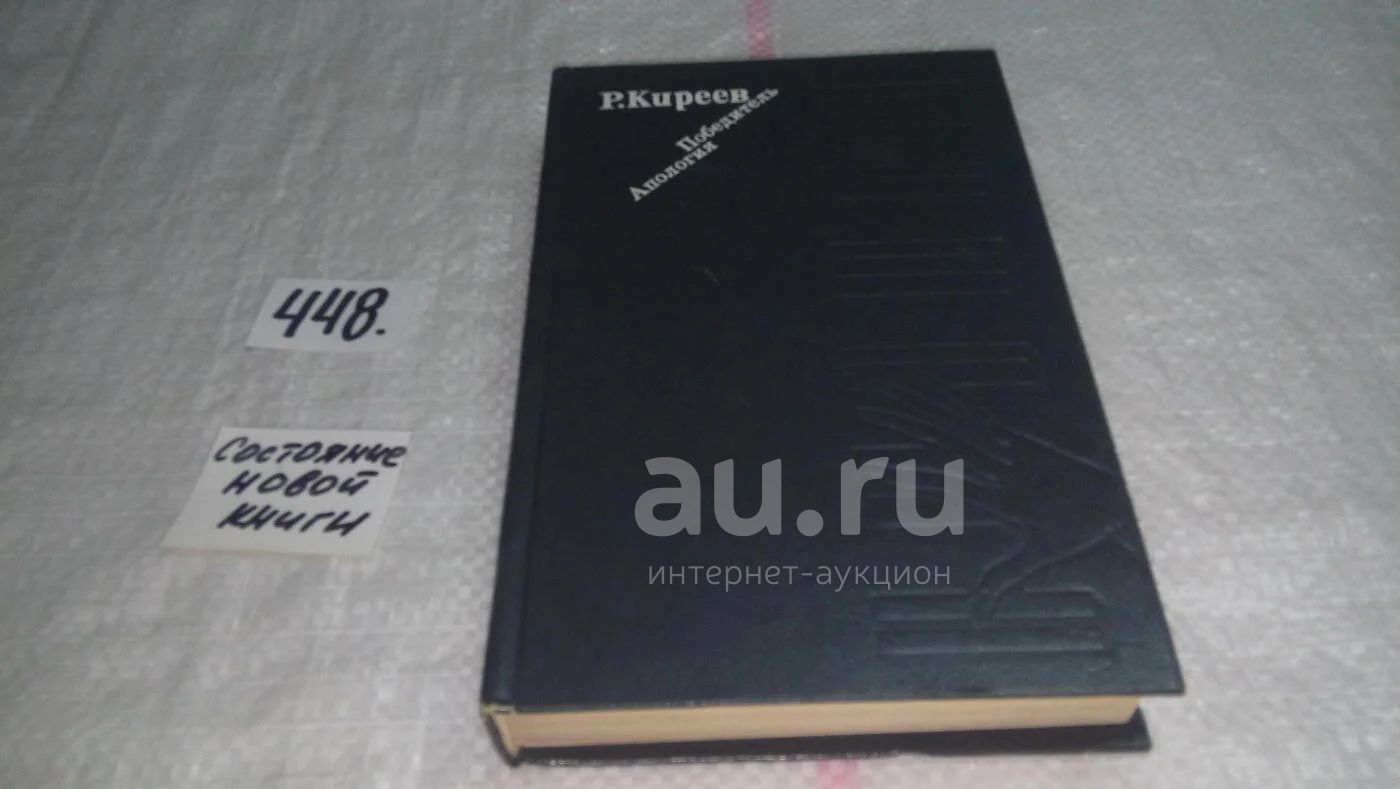 Р.Киреев
Победитель
Апология
448.
Состояние
новой
книги
au.ru
интернет-аукцион